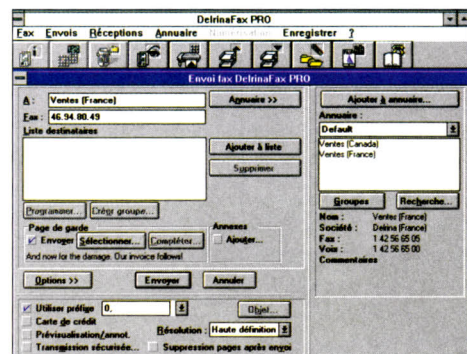 DelrinaFax PRO
Fax Envois Réceptions Annuaire Numérisation Enregistrer ?
Envoi fax DelrinaFax PRO
A : Ventes (France)
Annuaire >>
Fax : 46.94.80.49
Liste destinataires
Ajouter à liste
Supprimer
Programmer... Créer groupe...
Page de garde
Envoyer Sélectionner... Compléter...
And now for the damage. Our invoice follows!
Annexes
Ajouter...
Options >> Envoyer Annuler
Utiliser préfixe 0,
Objet...
Carte de crédit
Prévisualisation/annot.
Résolution : Haute définition
Transmission sécurisée... Suppression pages après envoi
Ajouter à annuaire...
Annuaire :
Default
Ventes (Canada)
Ventes (France)
Groupes Recherche...
Nom : Ventes (France)
Société : Delrina (France)
Fax : 1 42 56 65 05
Voix : 1 42 56 65 00
Commentaires